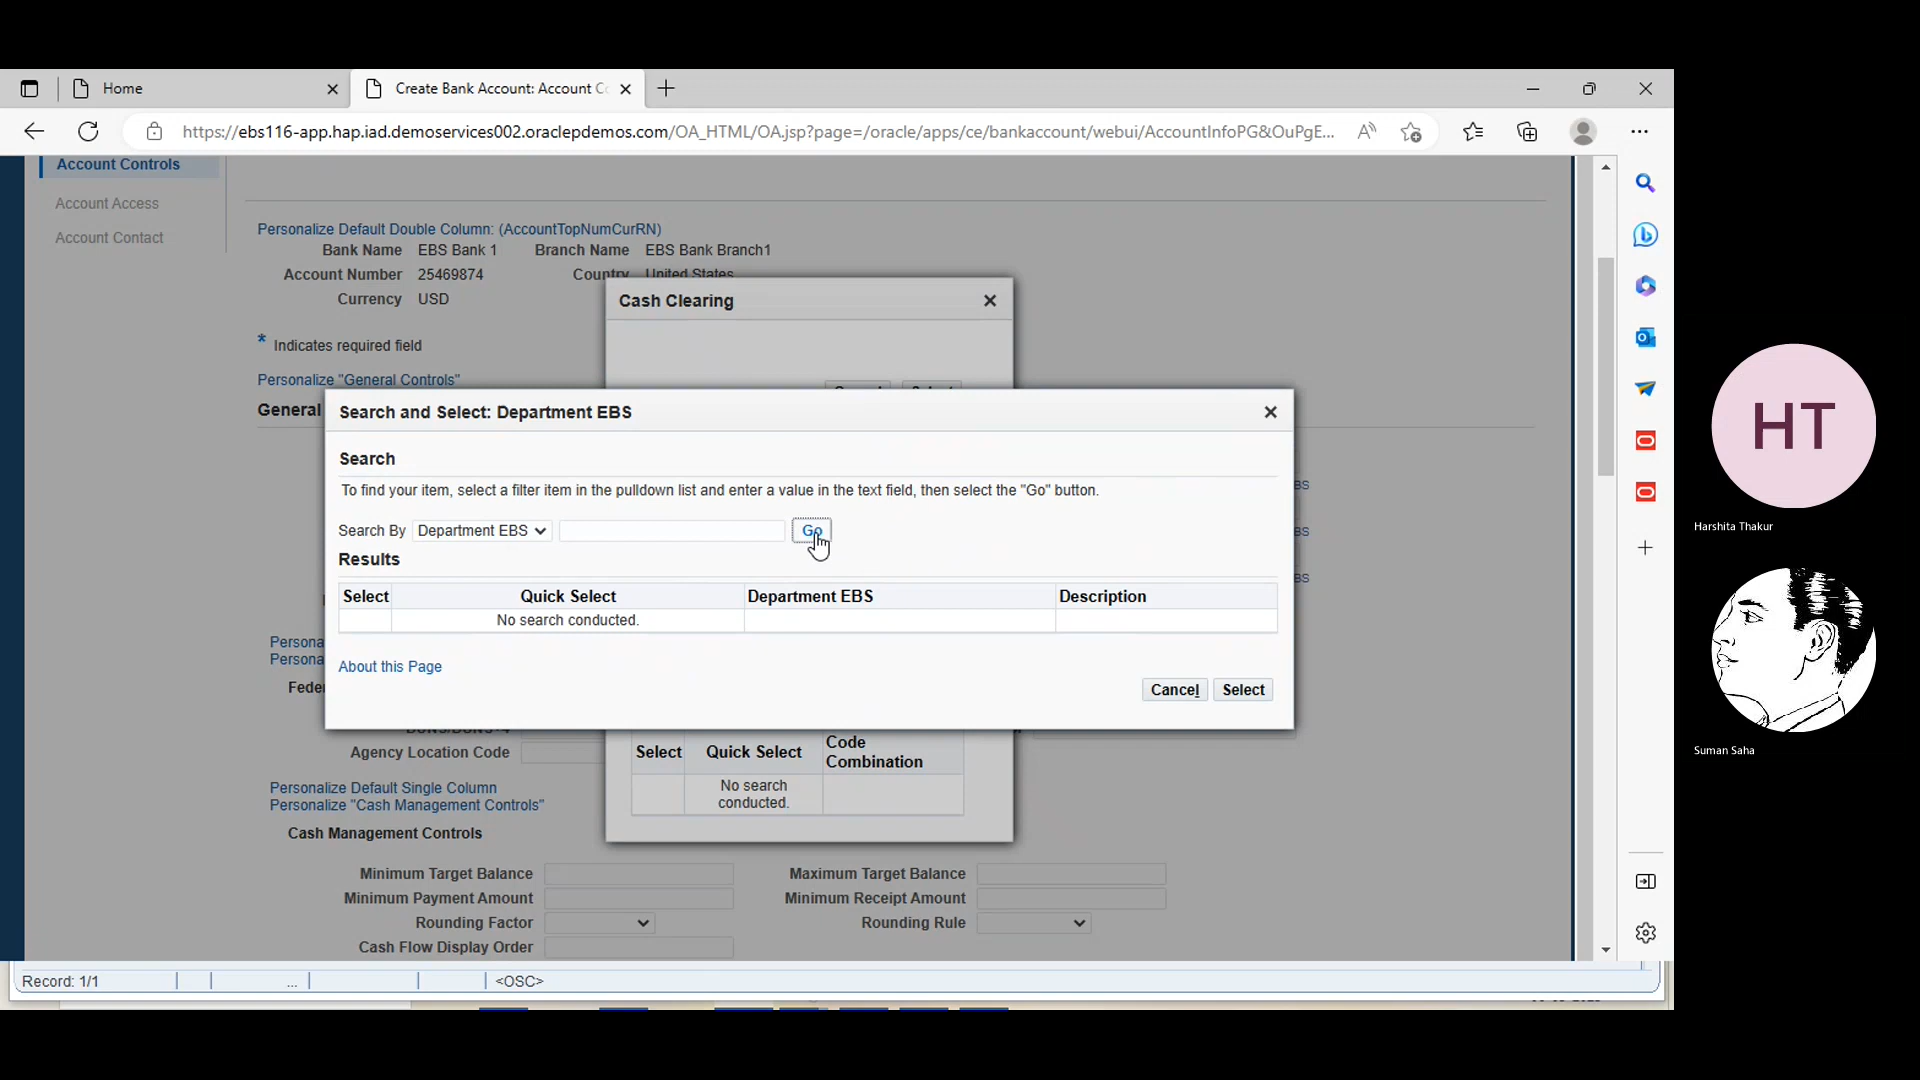 Home
Create Bank Account: Account Co
https://ebs116-app.hap.iad.demoservices002.oraclepdemos.com/OA_HTML/OA.jsp?page=/oracle/apps/ce/bankaccount/webui/AccountInfoPG&OuPgE...
Account Controls
Account Access
Account Contact
Personalize Default Double Column: (AccountTopNumCurRN)
Bank Name EBS Bank 1 Branch Name EBS Bank Branch1
Account Number 25469874 Country United States
Currency USD
Cash Clearing
* Indicates required field
Personalize "General Controls"
General
Search and Select: Department EBS
Search
To find your item, select a filter item in the pulldown list and enter a value in the text field, then select the "Go" button.
Search By Department EBS Go
Results
Select Quick Select Department EBS Description
No search conducted.
About this Page
Cancel Select
Agency Location Code
Select Quick Select Code Combination
No search conducted.
Personalize Default Single Column
Personalize "Cash Management Controls"
Cash Management Controls
Minimum Target Balance Maximum Target Balance
Minimum Payment Amount Minimum Receipt Amount
Rounding Factor Rounding Rule
Cash Flow Display Order
Record: 1/1 ... <OSC>
HT
Harshita Thakur
Suman Saha